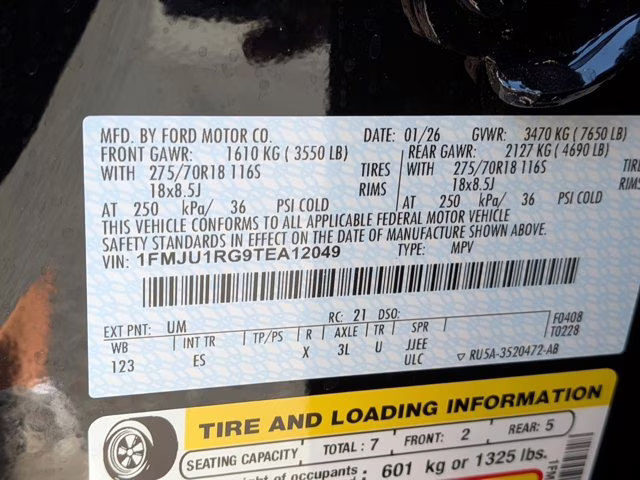 MFD. BY FORD MOTOR CO. DATE: 01/26 GVWR: 3470 KG ( 7650 LB)
FRONT GAWR: 1610 KG ( 3550 LB) REAR GAWR: 2127 KG ( 4690 LB)
WITH 275/70R18 116S TIRES WITH 275/70R18 116S TIRE
18x8.5J RIMS 18x8.5J RIM
AT 250 kPa/ 36 PSI COLD AT 250 kPa/ 36 PSI COLD
THIS VEHICLE CONFORMS TO ALL APPLICABLE FEDERAL MOTOR VEHICLE
SAFETY STANDARDS IN EFFECT ON THE DATE OF MANUFACTURE SHOWN ABOVE.
VIN: 1FMJU1RG9TEA12049 TYPE: MPV
EXT PNT: UM RC: 21 DSO: F0408
WB INT TR TP/PS R AXLE TR SPR T0228
123 ES X 3L U JJEE
ULC ▽ RU5A-3520472-AB
TIRE AND LOADING INFORMATION
SEATING CAPACITY TOTAL: 7 FRONT: 2 REAR: 5
of occupants 601 kg or 1325 lbs.
1FM